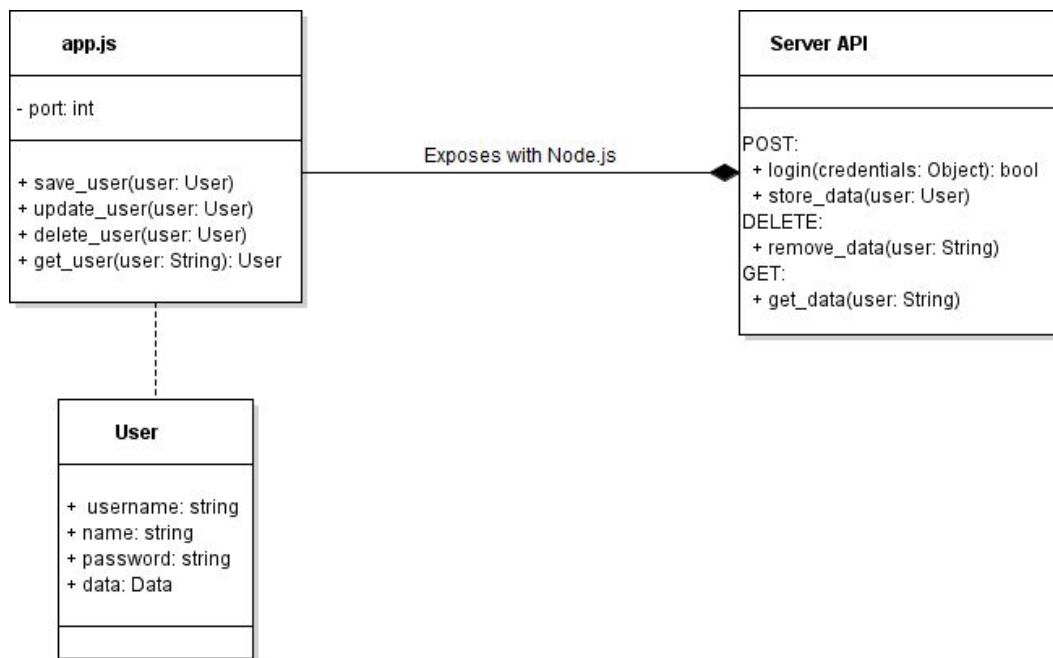 app.js
- port: int
+ save_user(user: User)
+ update_user(user: User)
+ delete_user(user: User)
+ get_user(user: String): User
Exposes with Node.js
Server API
POST:
+ login(credentials: Object): bool
+ store_data(user: User)
DELETE:
+ remove_data(user: String)
GET:
+ get_data(user: String)
User
+ username: string
+ name: string
+ password: string
+ data: Data